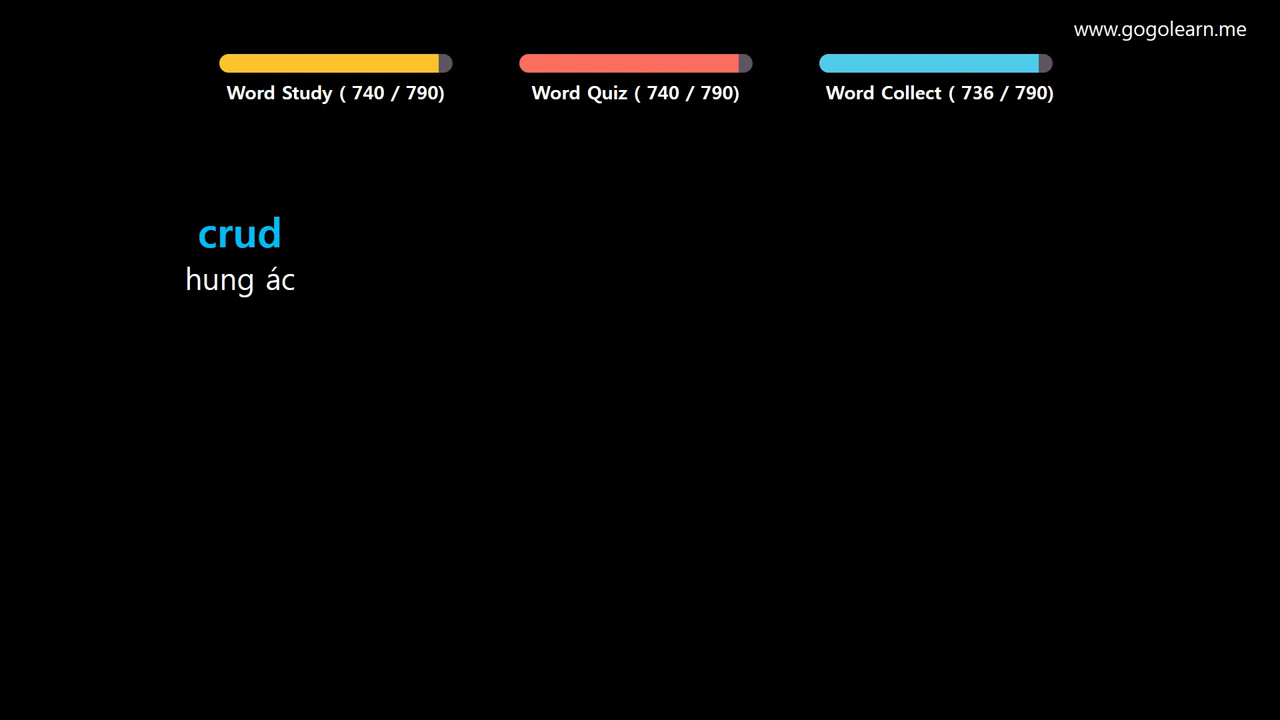 www.gogolearn.me
Word Study ( 740 / 790)
Word Quiz ( 740 / 790)
Word Collect ( 736 / 790)
crud
hung ác